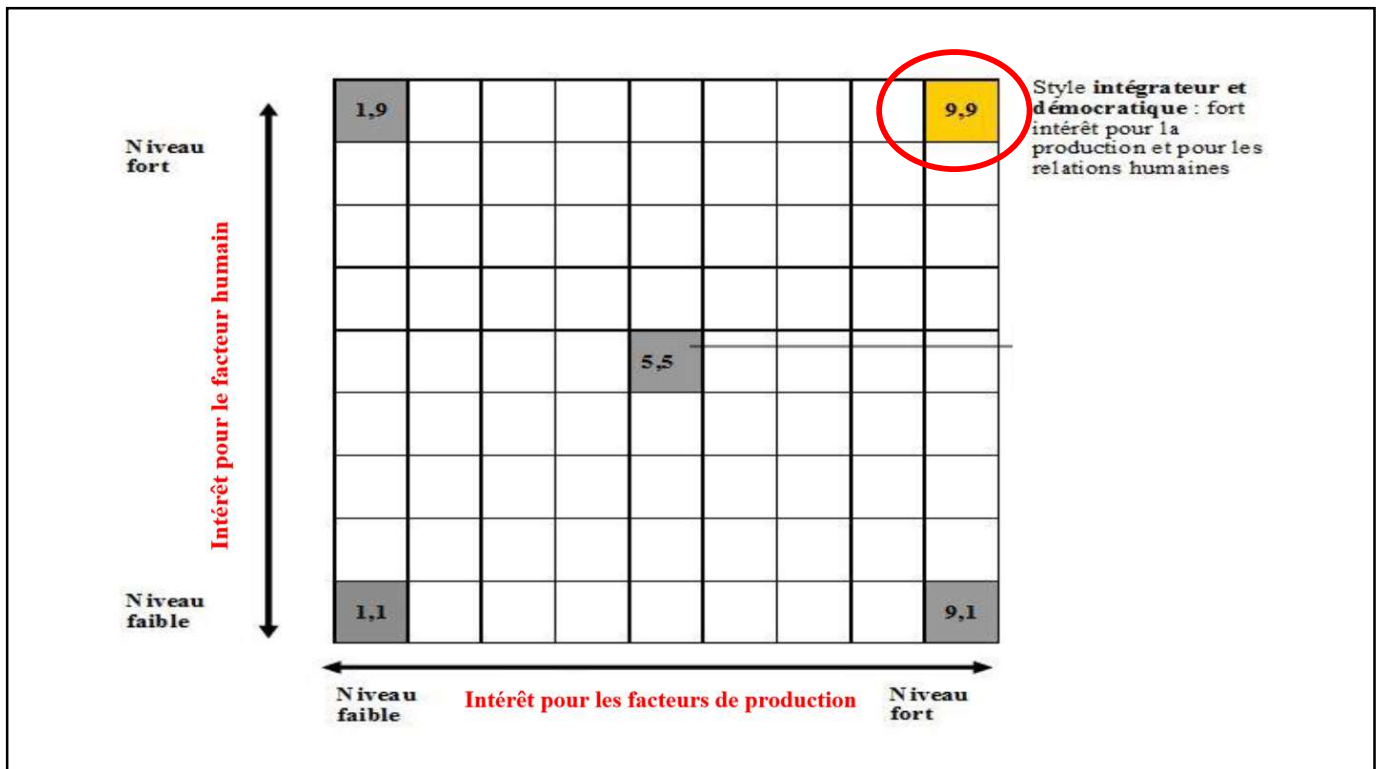 1,9
9,9
Style intégrateur et
démocratique : fort
intérêt pour la
production et pour les
relations humaines
Niveau
fort
Intérêt pour le facteur humain
5,5
Niveau
faible
1,1
9,1
Niveau
faible
Intérêt pour les facteurs de production
Niveau
fort